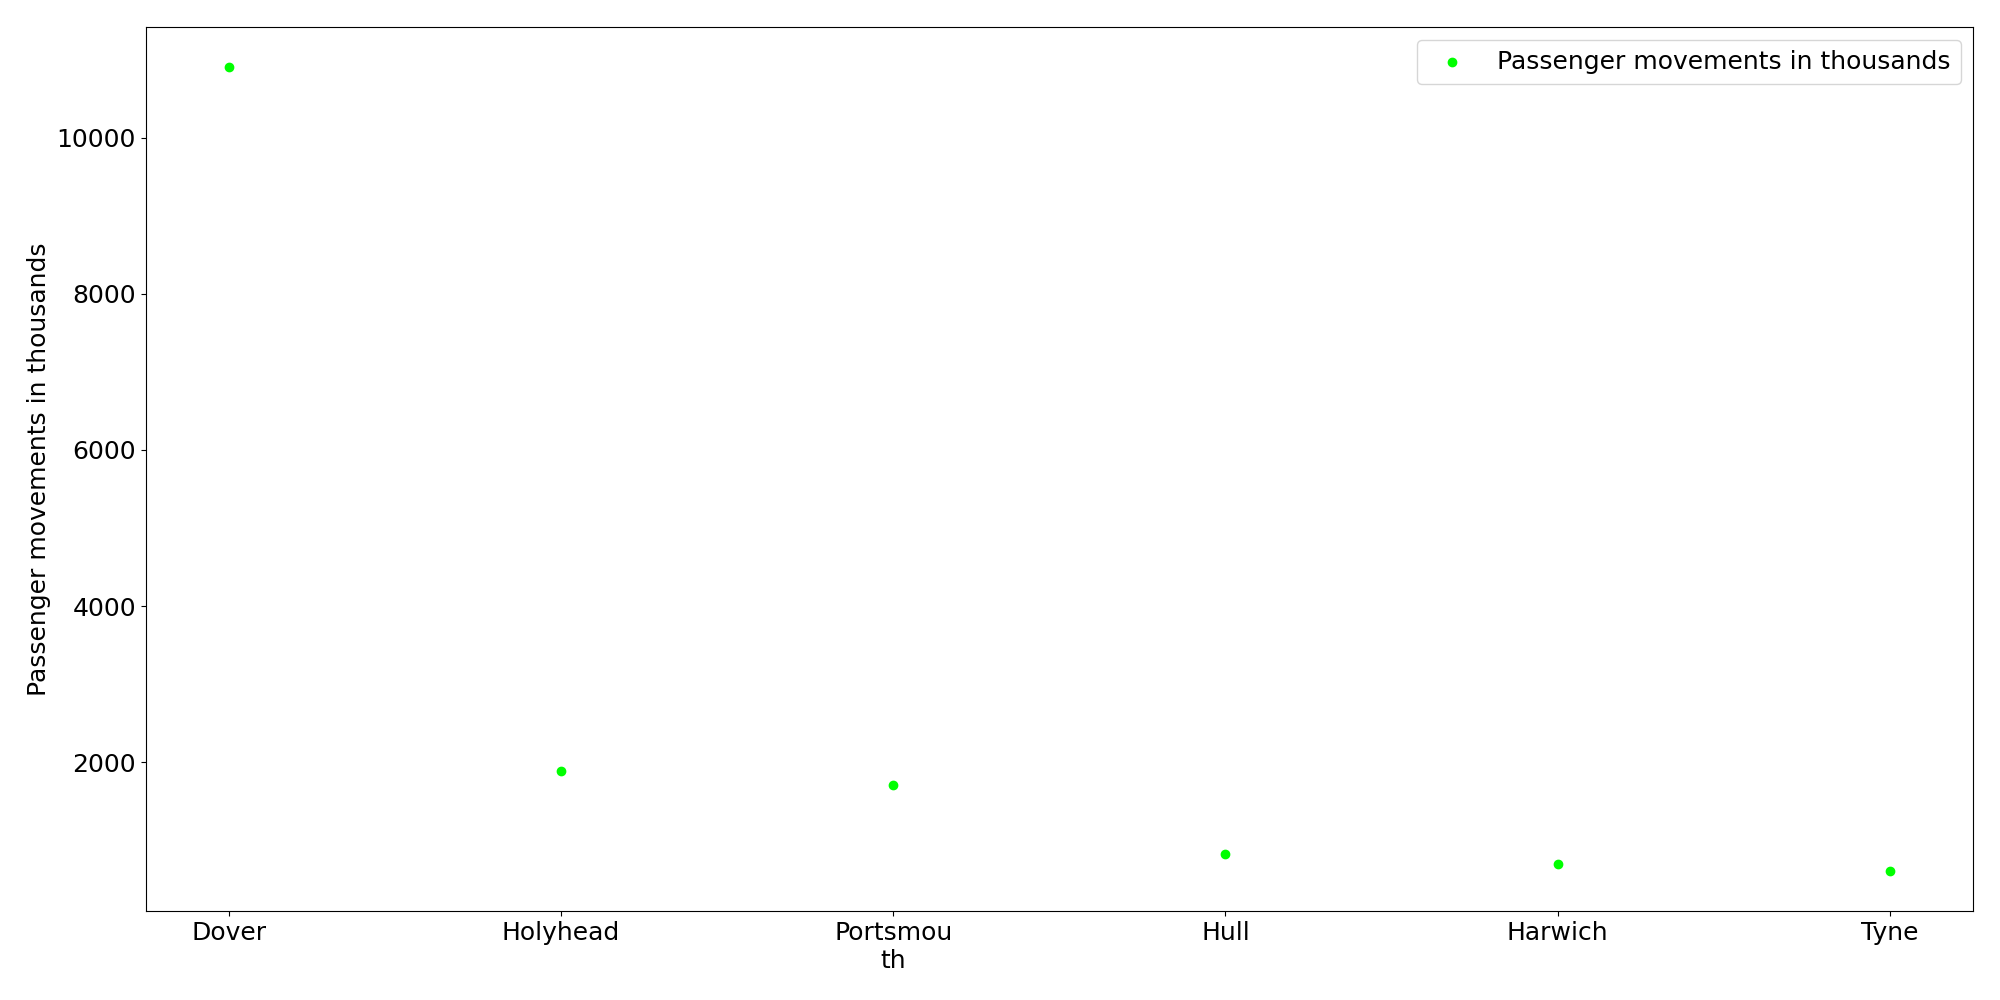 Passenger movements in thousands
10000
8000
6000
4000
2000
Passenger movements in thousands
Dover
Holyhead
Portsmou
th
Hull
Harwich
Tyne